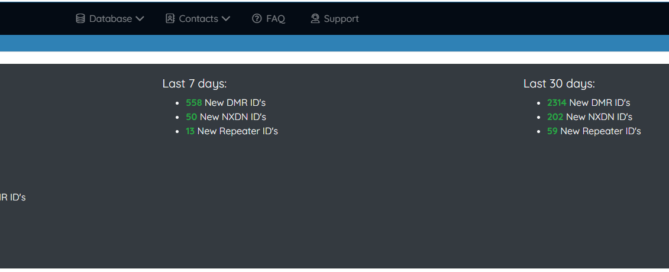 Database Contacts FAQ Support
Last 7 days:
558 New DMR ID's
50 New NXDN ID's
13 New Repeater ID's
Last 30 days:
2314 New DMR ID's
202 New NXDN ID's
59 New Repeater ID's
ID's